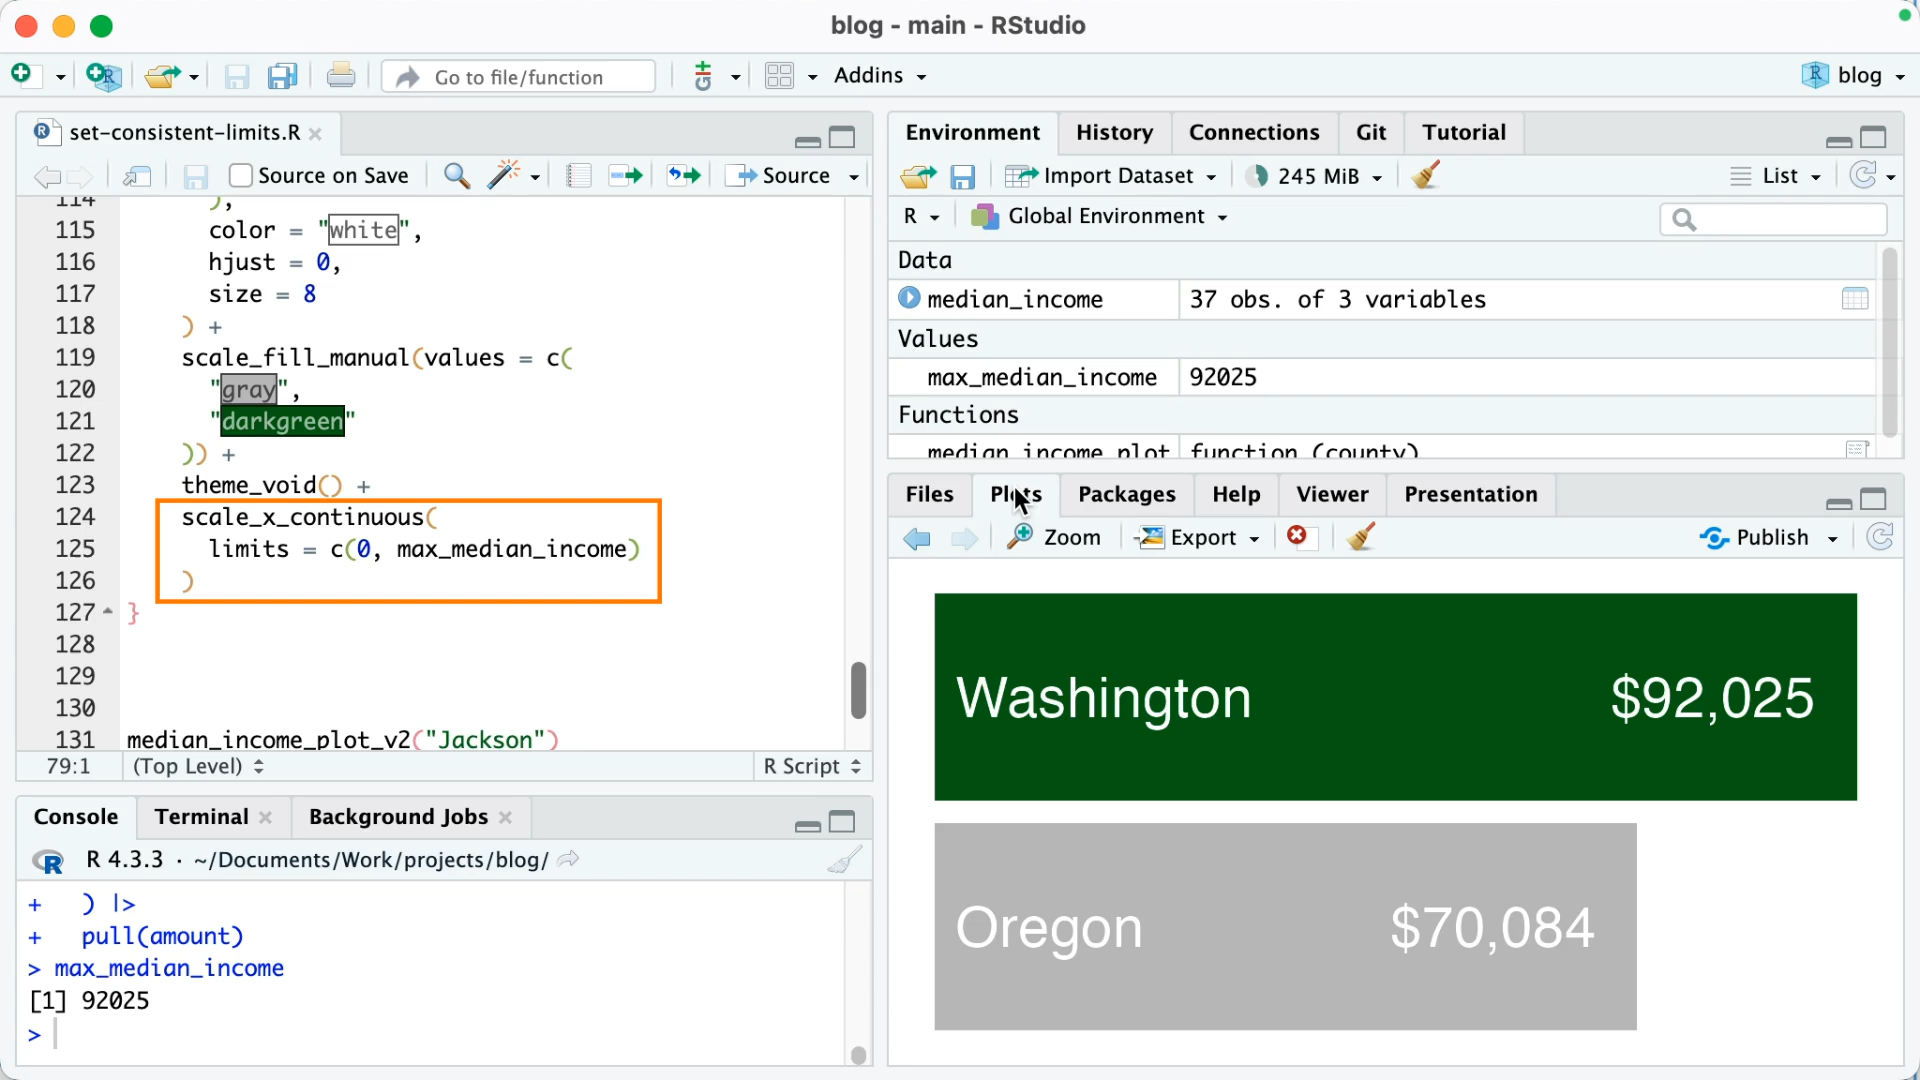 blog - main - RStudio
Go to file/function
Addins
blog
set-consistent-limits.R
Source on Save
Source
114 ),
115 color = "white",
116 hjust = 0,
117 size = 8
118 ) +
119 scale_fill_manual(values = c(
120 "gray",
121 "darkgreen"
122 )) +
123 theme_void() +
124 scale_x_continuous(
125 limits = c(0, max_median_income)
126 )
127 }
128
129
130
131 median_income_plot_v2("Jackson")
79:1 (Top Level) R Script
Console Terminal Background Jobs
R 4.3.3 · ~/Documents/Work/projects/blog/
+ ) |>
+ pull(amount)
> max_median_income
[1] 92025
>
Environment History Connections Git Tutorial
Import Dataset 245 MiB List
R Global Environment
Data
median_income 37 obs. of 3 variables
Values
max_median_income 92025
Functions
median_income_plot function (county)
Files Plots Packages Help Viewer Presentation
Zoom Export Publish
Washington $92,025
Oregon $70,084